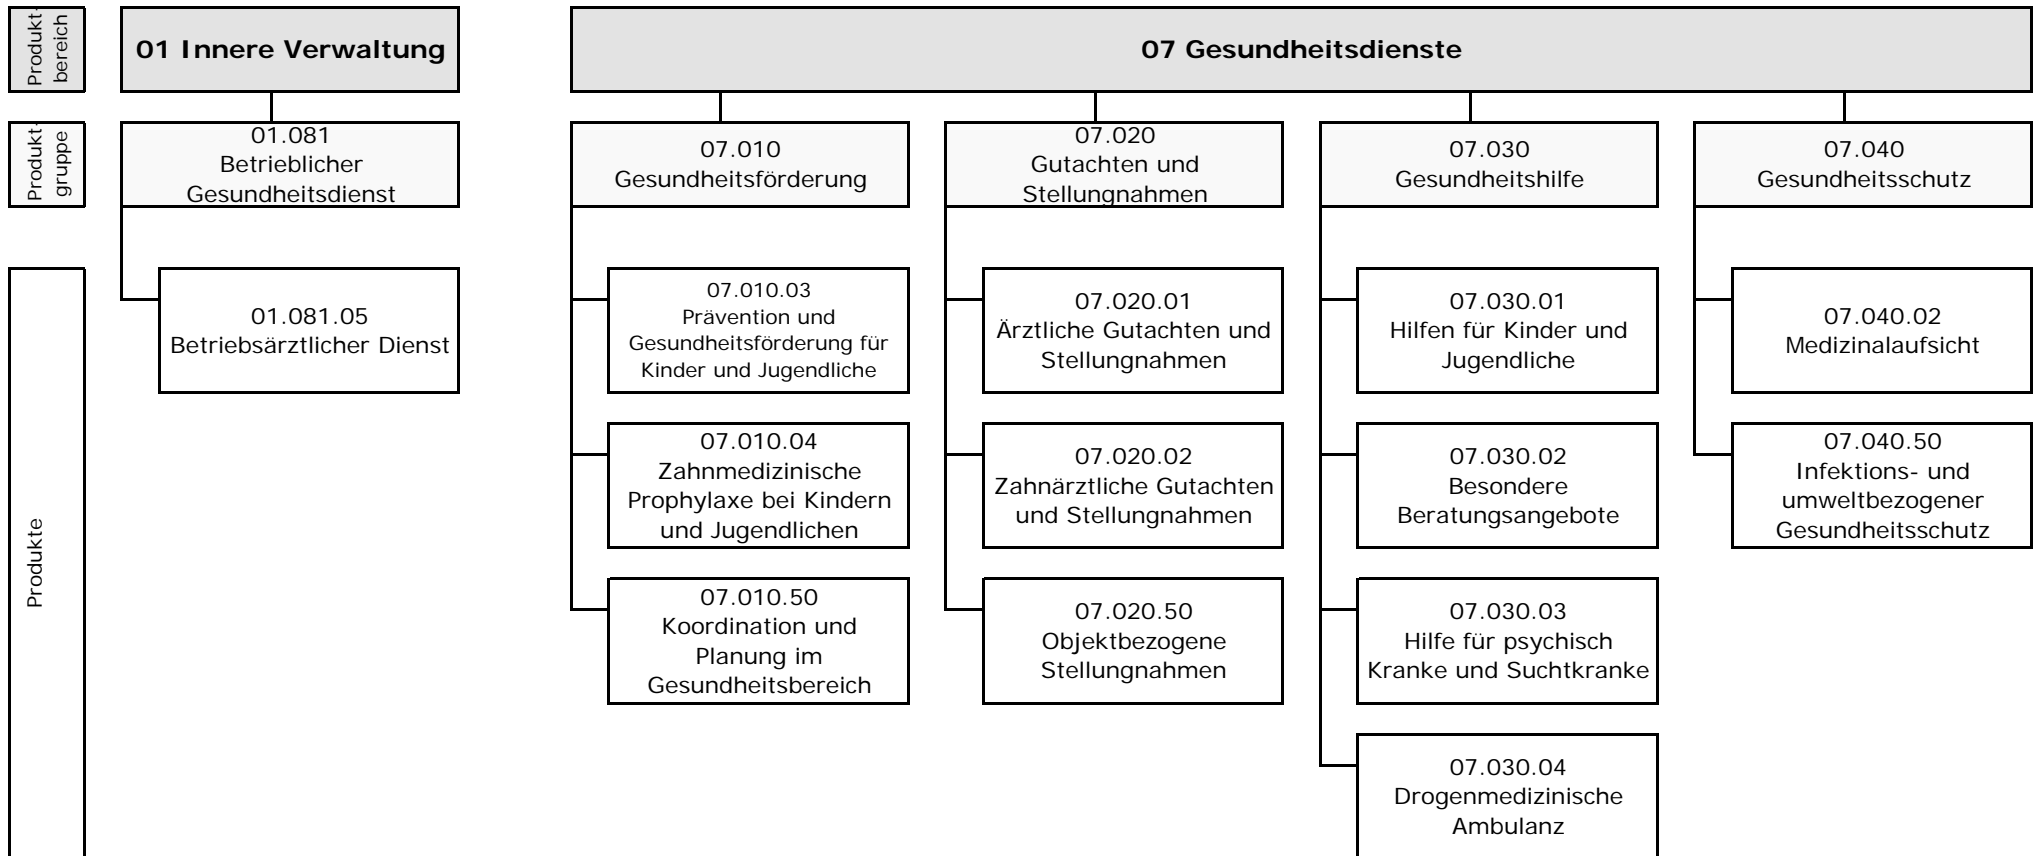 Produkt-
bereich
01 Innere Verwaltung
07 Gesundheitsdienste
Produkt-
gruppe
01.081
Betrieblicher
Gesundheitsdienst
07.010
Gesundheitsförderung
07.020
Gutachten und
Stellungnahmen
07.030
Gesundheitshilfe
07.040
Gesundheitsschutz
Produkte
01.081.05
Betriebsärztlicher Dienst
07.010.03
Prävention und
Gesundheitsförderung für
Kinder und Jugendliche
07.020.01
Ärztliche Gutachten und
Stellungnahmen
07.030.01
Hilfen für Kinder und
Jugendliche
07.040.02
Medizinalaufsicht
07.010.04
Zahnmedizinische
Prophylaxe bei Kindern
und Jugendlichen
07.020.02
Zahnärztliche Gutachten
und Stellungnahmen
07.030.02
Besondere
Beratungsangebote
07.040.50
Infektions- und
umweltbezogener
Gesundheitsschutz
07.010.50
Koordination und
Planung im
Gesundheitsbereich
07.020.50
Objektbezogene
Stellungnahmen
07.030.03
Hilfe für psychisch
Kranke und Suchtkranke
07.030.04
Drogenmedizinische
Ambulanz